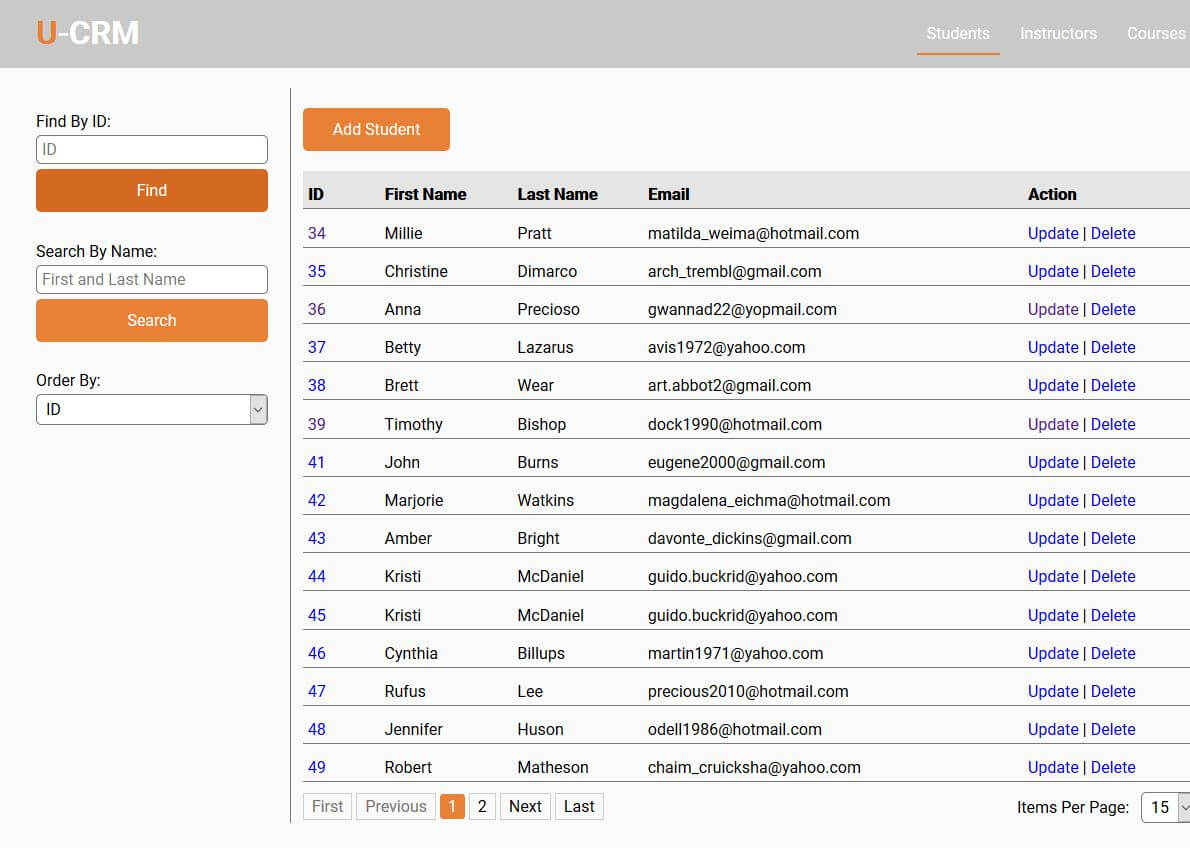 U-CRM
Students Instructors Courses
Find By ID:
ID
Find
Search By Name:
First and Last Name
Search
Order By:
ID
Add Student
ID First Name Last Name Email Action
34 Millie Pratt matilda_weima@hotmail.com Update | Delete
35 Christine Dimarco arch_trembl@gmail.com Update | Delete
36 Anna Precioso gwannad22@yopmail.com Update | Delete
37 Betty Lazarus avis1972@yahoo.com Update | Delete
38 Brett Wear art.abbot2@gmail.com Update | Delete
39 Timothy Bishop dock1990@hotmail.com Update | Delete
41 John Burns eugene2000@gmail.com Update | Delete
42 Marjorie Watkins magdalena_eichma@hotmail.com Update | Delete
43 Amber Bright davonte_dickins@gmail.com Update | Delete
44 Kristi McDaniel guido.buckrid@yahoo.com Update | Delete
45 Kristi McDaniel guido.buckrid@yahoo.com Update | Delete
46 Cynthia Billups martin1971@yahoo.com Update | Delete
47 Rufus Lee precious2010@hotmail.com Update | Delete
48 Jennifer Huson odell1986@hotmail.com Update | Delete
49 Robert Matheson chaim_cruicksha@yahoo.com Update | Delete
First Previous 1 2 Next Last Items Per Page: 15